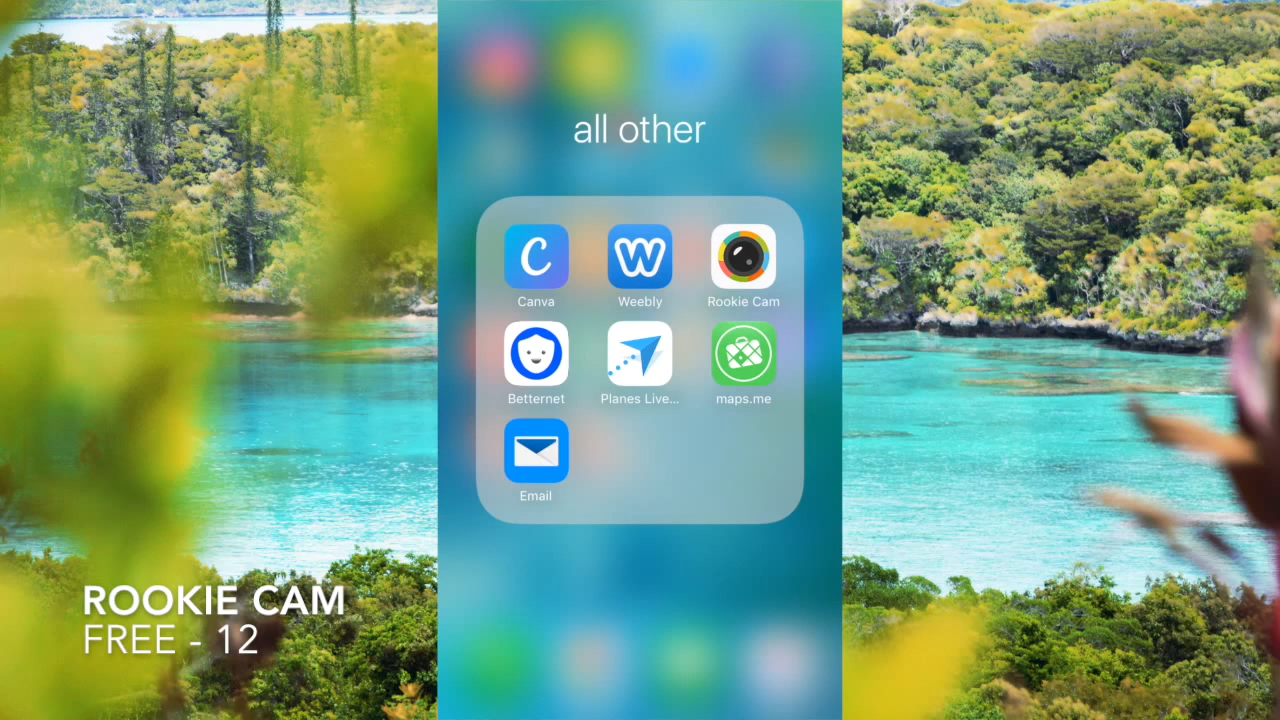 all other
Canva
Weebly
Rookie Cam
Betternet
Planes Live...
maps.me
Email
ROOKIE CAM
FREE - 12